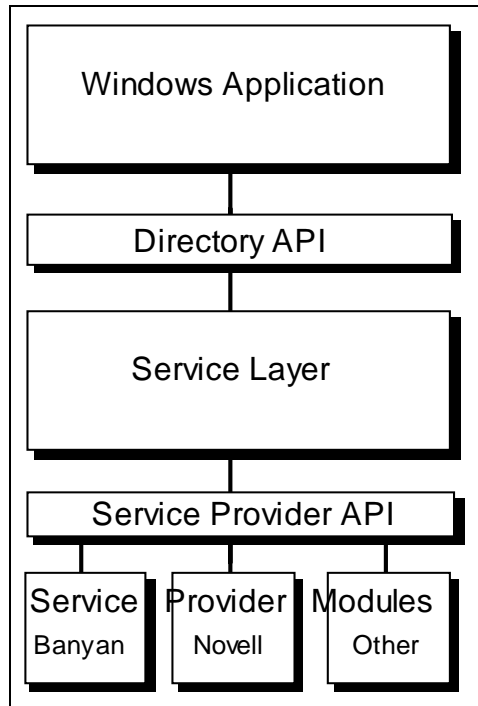 Windows Application
Directory API
Service Layer
Service Provider API
Service Provider Modules
Banyan Novell Other